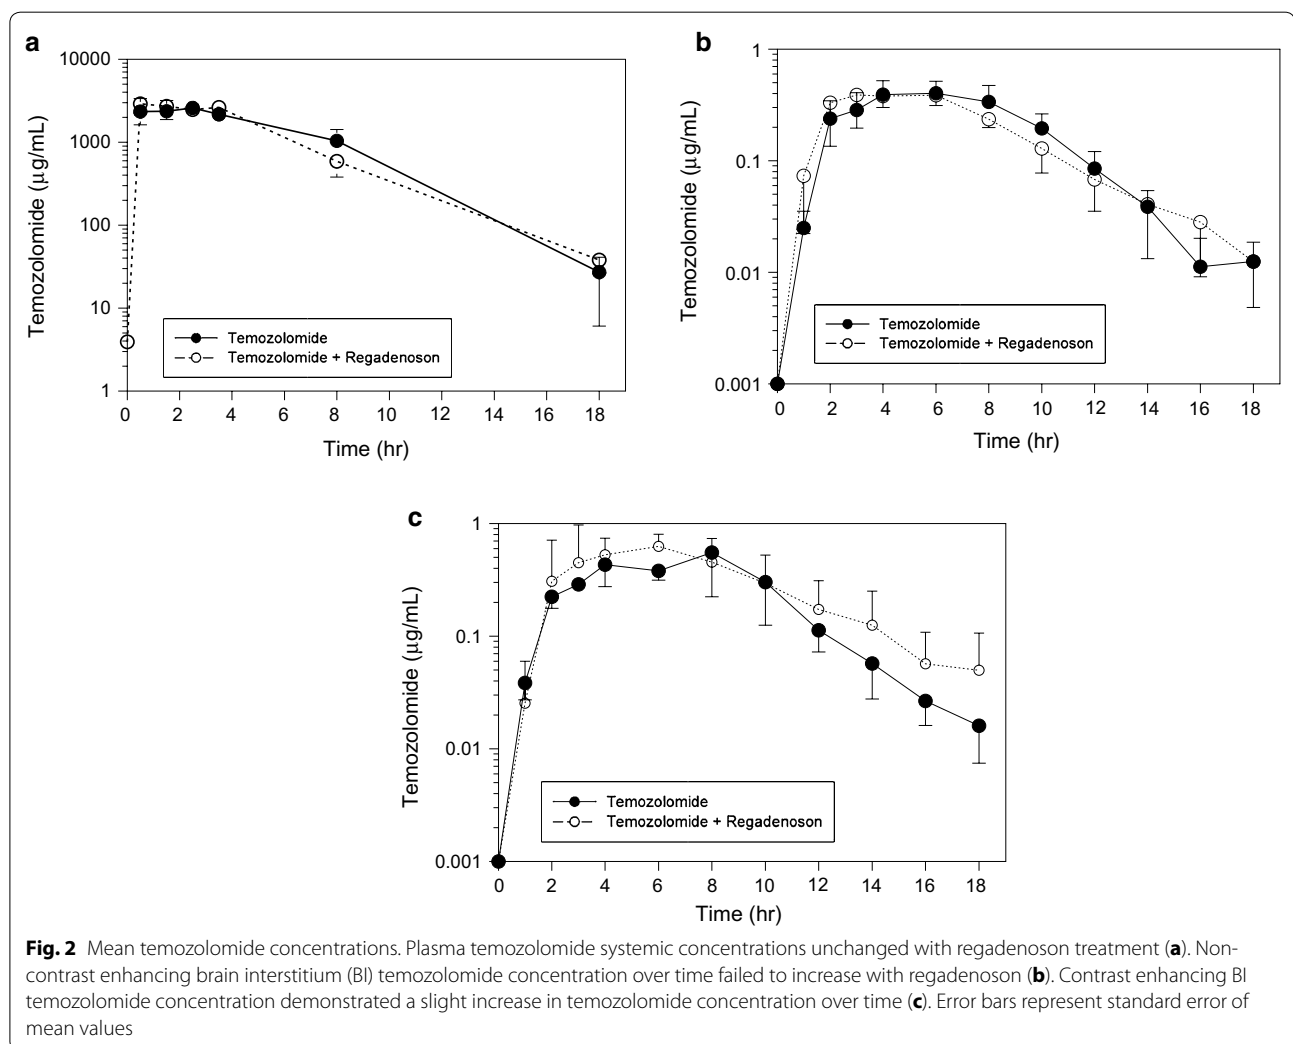 a
10000
1000
100
10
1
Temozolomide (μg/mL)
Temozolomide
Temozolomide + Regadenoson
0 2 4 6 8 10 12 14 16 18
Time (hr)
b
1
0.1
0.01
0.001
Temozolomide (μg/mL)
Temozolomide
Temozolomide + Regadenoson
0 2 4 6 8 10 12 14 16 18
Time (hr)
c
1
0.1
0.01
0.001
Temozolomide (μg/mL)
Temozolomide
Temozolomide + Regadenoson
0 2 4 6 8 10 12 14 16 18
Time (hr)
Fig. 2 Mean temozolomide concentrations. Plasma temozolomide systemic concentrations unchanged with regadenoson treatment (a). Non-
contrast enhancing brain interstitium (BI) temozolomide concentration over time failed to increase with regadenoson (b). Contrast enhancing BI
temozolomide concentration demonstrated a slight increase in temozolomide concentration over time (c). Error bars represent standard error of
mean values